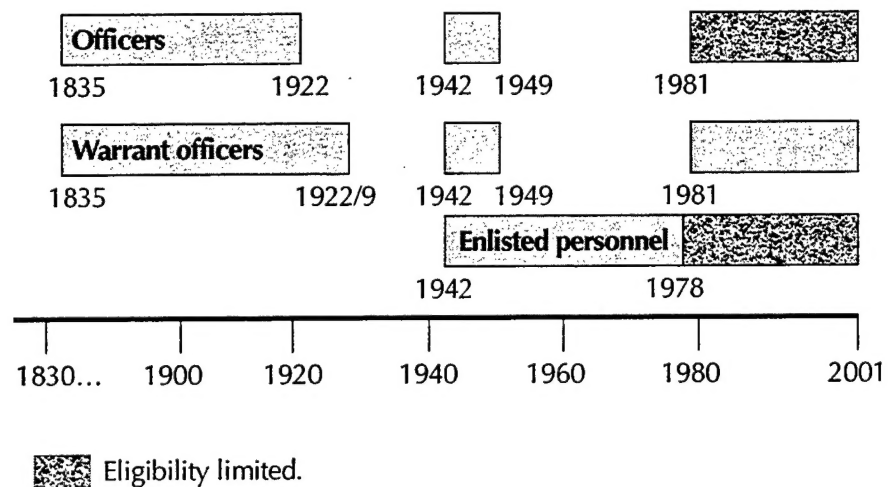 Officers
1835 1922 1942 1949 1981
Warrant officers
1835 1922/9 1942 1949 1981
Enlisted personnel
1942 1978
1830... 1900 1920 1940 1960 1980 2001
Eligibility limited.